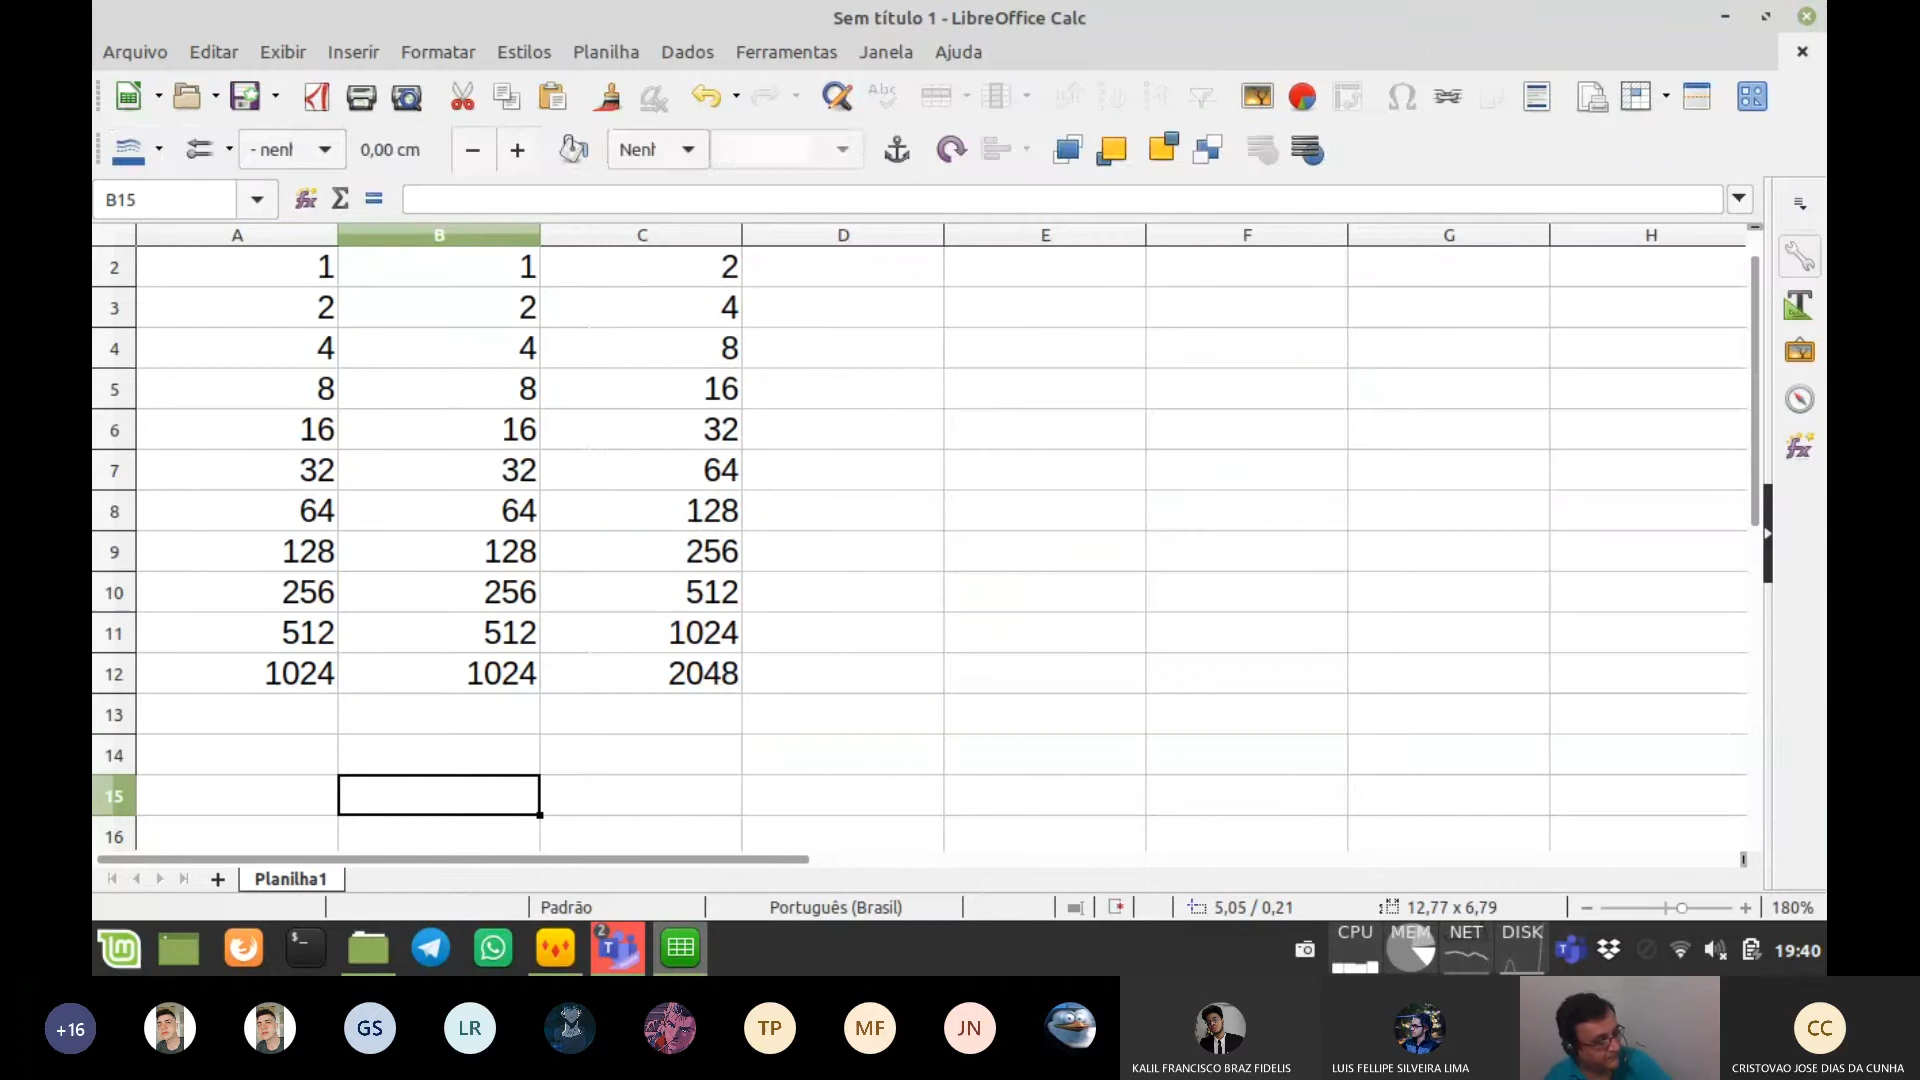 Sem título 1 - LibreOffice Calc
Arquivo Editar Exibir Inserir Formatar Estilos Planilha Dados Ferramentas Janela Ajuda
Abc
- nenh 0,00 cm Nenh
B15
A B C D E F G H
2 1 1 2
3 2 2 4
4 4 4 8
5 8 8 16
6 16 16 32
7 32 32 64
8 64 64 128
9 128 128 256
10 256 256 512
11 512 512 1024
12 1024 1024 2048
13
14
15
16
Planilha1
Padrão Português (Brasil) 5,05 / 0,21 12,77 x 6,79 180%
2 CPU MEM NET DISK 19:40
+16 GS LR TP MF JN CC
KALIL FRANCISCO BRAZ FIDELIS LUIS FELLIPE SILVEIRA LIMA CRISTOVAO JOSE DIAS DA CUNHA